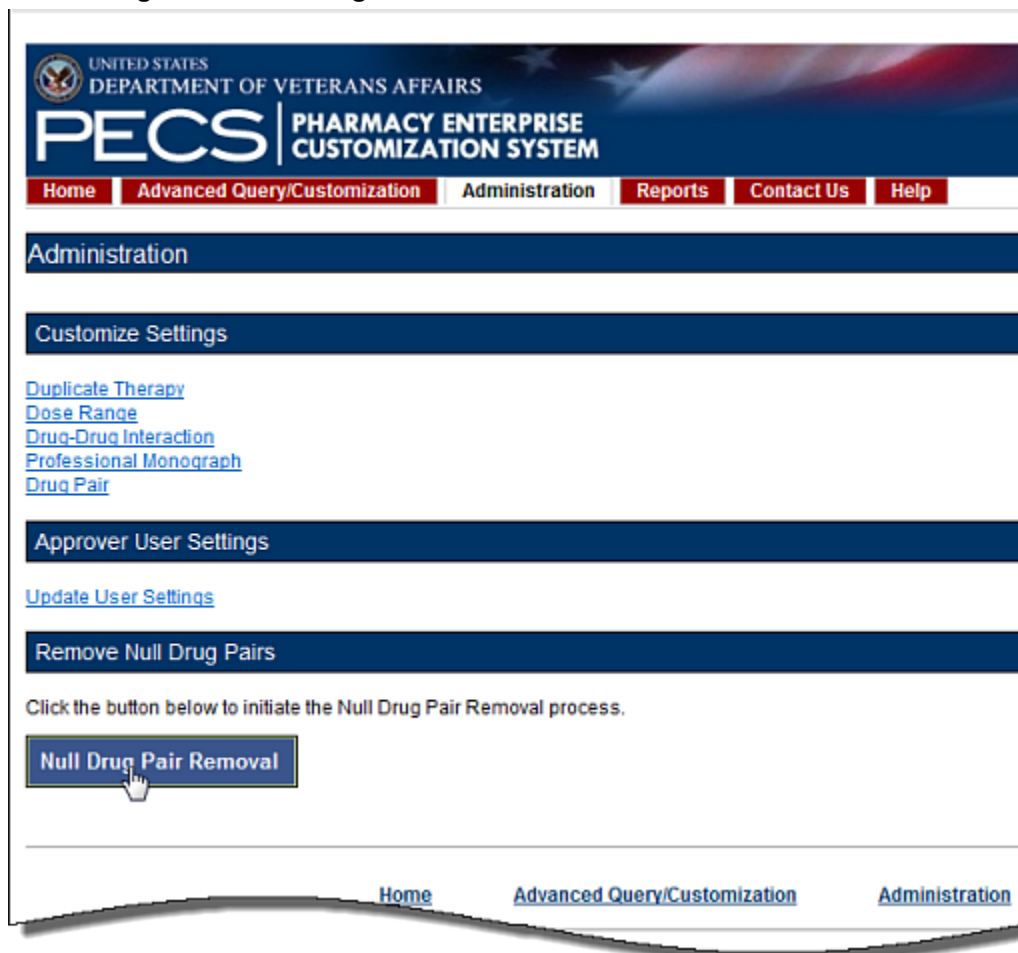 UNITED STATES
DEPARTMENT OF VETERANS AFFAIRS
PECS PHARMACY ENTERPRISE
CUSTOMIZATION SYSTEM
Home Advanced Query/Customization Administration Reports Contact Us Help
Administration
Customize Settings
Duplicate Therapy
Dose Range
Drug-Drug Interaction
Professional Monograph
Drug Pair
Approver User Settings
Update User Settings
Remove Null Drug Pairs
Click the button below to initiate the Null Drug Pair Removal process.
Null Drug Pair Removal
Home Advanced Query/Customization Administration